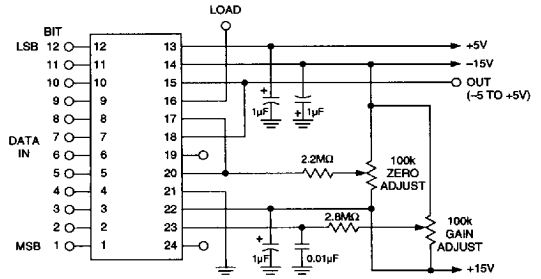 LOAD
BIT
LSB 12 12 13 +5V
11 11 14 -15V
10 10 15 OUT
9 9 16 (-5 TO +5V)
1µF 1µF
8 8 17
DATA 7 7 18
IN 6 6 19
5 5 20 2.2MΩ 100k
ZERO
ADJUST
4 4 21
3 3 22
2 2 23 2.8MΩ 100k
GAIN
ADJUST
MSB 1 1 24 1µF 0.01µF
+15V